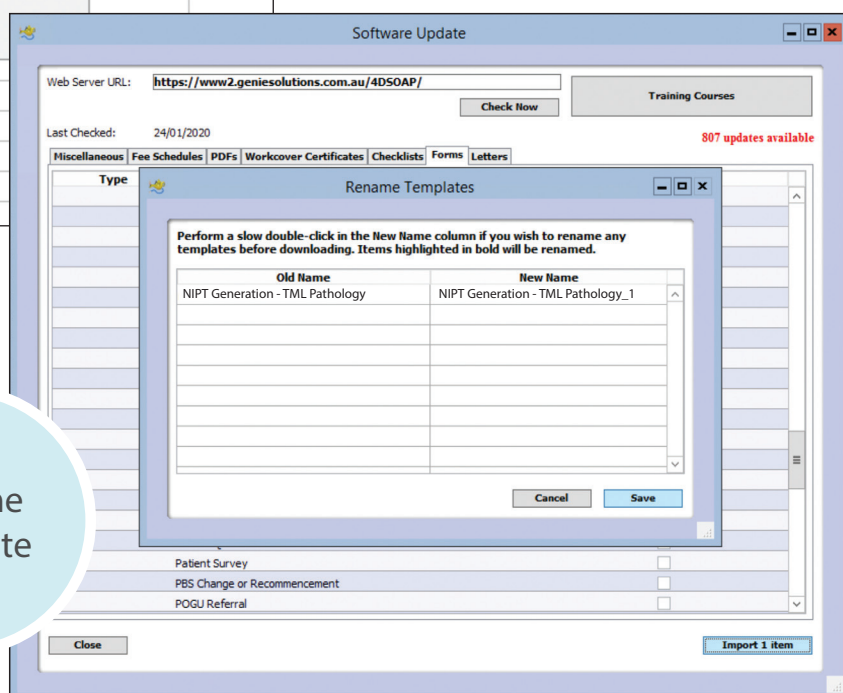 Software Update
Web Server URL: https://www2.geniesolutions.com.au/4DSOAP/
Check Now
Training Courses
Last Checked: 24/01/2020
807 updates available
Miscellaneous Fee Schedules PDFs Workcover Certificates Checklists Forms Letters
Type
Rename Templates
Perform a slow double-click in the New Name column if you wish to rename any
templates before downloading. Items highlighted in bold will be renamed.
Old Name New Name
NIPT Generation - TML Pathology NIPT Generation - TML Pathology_1
Cancel Save
Patient Survey
PBS Change or Recommencement
POGU Referral
Close Import 1 item